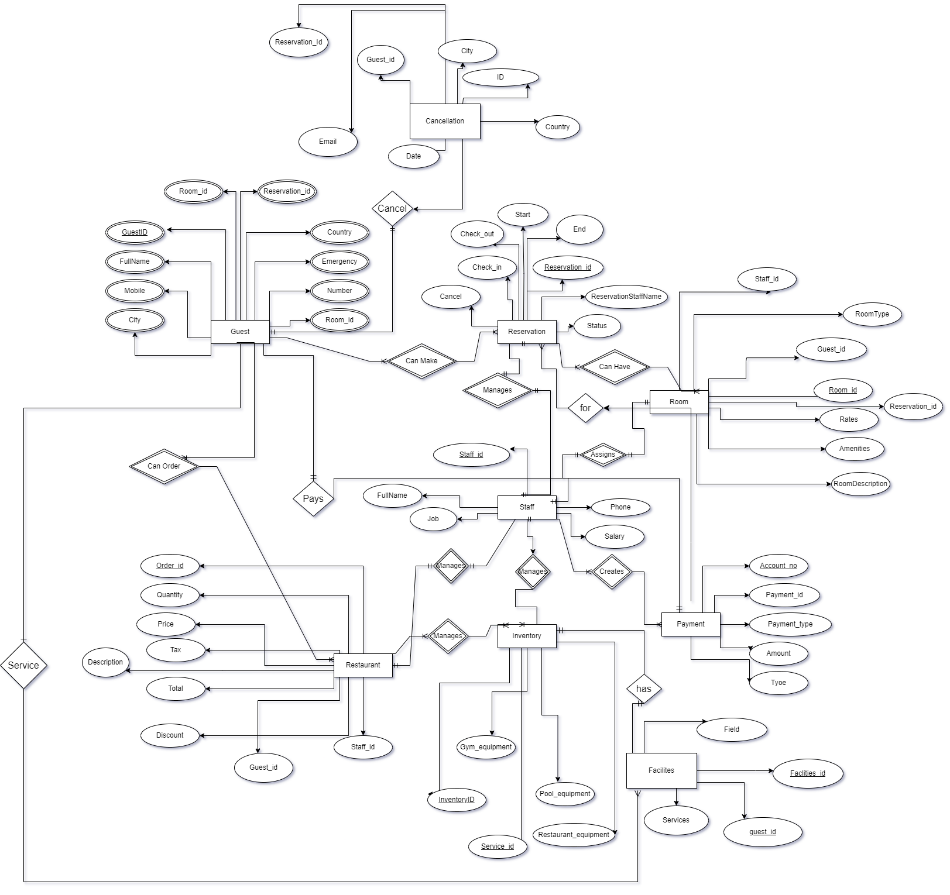 Reservation_Id
City
Guest_id
ID
Cancellation
Country
Email
Date
Room_id
Reservation_id
Cancel
Start
GuestID
Country
Check_out
End
FullName
Emergency
Check_in
Reservation_id
Staff_id
Mobile
Number
Cancel
ReservationStaffName
City
Room_Id
RoomType
Guest
Reservation
Status
Guest_id
Can Make
Can Have
Manages
Room_id
for
Room
Reservation_id
Rates
Staff_id
Assigns
Amenities
Can Order
RoomDescription
Pays
FullName
Staff
Phone
Job
Salary
Order_id
Manages
Manages
Creates
Account_no
Quantity
Payment_id
Price
Payment
Payment_type
Manages
Inventory
Tax
Amount
Service
Description
Restaurant
Total
has
Tyoe
Discount
Staff_id
Gym_equipment
Field
Guest_id
Facilites
Faclities_id
InventoryID
Pool_equipment
Services
Restaurant_equipment
guest_id
Service_id